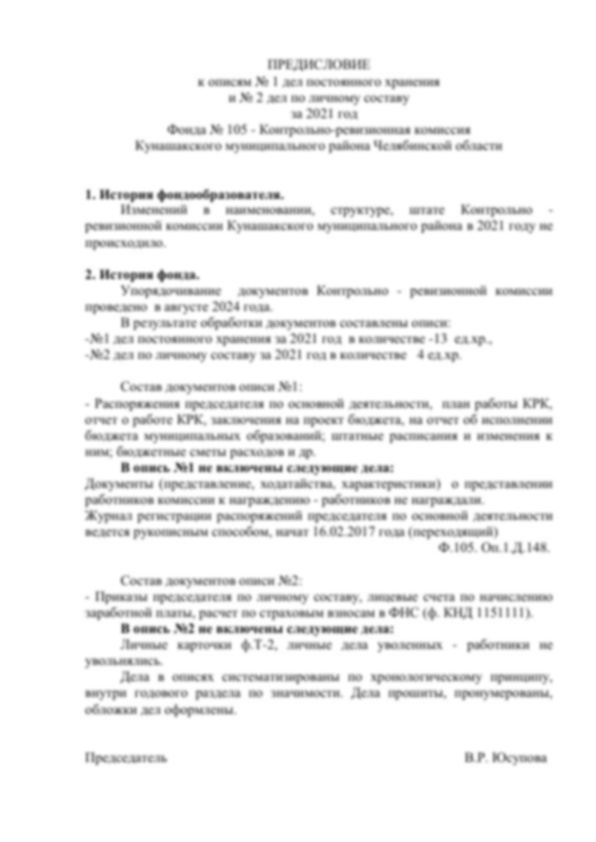 ПРЕДИСЛОВИЕ
к описям № 1 дел постоянного хранения
и № 2 дел по личному составу
за 2021 год
Фонда № 105 - Контрольно-ревизионная комиссия
Кунашакского муниципального района Челябинской области
1. История фондообразователя.
Изменений в наименовании, структуре, штате Контрольно -
ревизионной комиссии Кунашакского муниципального района в 2021 году не
происходило.
2. История фонда.
Упорядочивание документов Контрольно - ревизионной комиссии
проведено в августе 2024 года.
В результате обработки документов составлены описи:
-№1 дел постоянного хранения за 2021 год в количестве -13 ед.хр.,
-№2 дел по личному составу за 2021 год в количестве 4 ед.хр.
Состав документов описи №1:
- Распоряжения председателя по основной деятельности, план работы КРК,
отчет о работе КРК, заключения на проект бюджета, на отчет об исполнении
бюджета муниципальных образований; штатные расписания и изменения к
ним; бюджетные сметы расходов и др.
В опись №1 не включены следующие дела:
Документы (представление, ходатайства, характеристики) о представлении
работников комиссии к награждению - работников не награждали.
Журнал регистрации распоряжений председателя по основной деятельности
ведется рукописным способом, начат 16.02.2017 года (переходящий)
Ф.105. Оп.1.Д.148.
Состав документов описи №2:
- Приказы председателя по личному составу, лицевые счета по начислению
заработной платы, расчет по страховым взносам в ФНС (ф. КНД 1151111).
В опись №2 не включены следующие дела:
Личные карточки ф.Т-2, личные дела уволенных - работники не
увольнялись.
Дела в описях систематизированы по хронологическому принципу,
внутри годового раздела по значимости. Дела прошиты, пронумерованы,
обложки дел оформлены.
Председатель В.Р. Юсупова